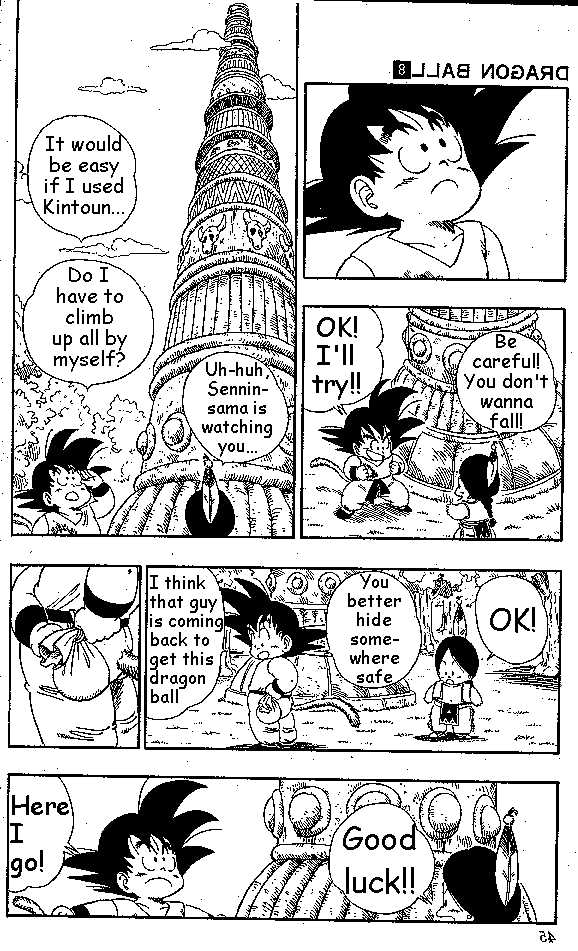 It would
be easy
if I used
Kintoun...
Do I
have to
climb
up all by
myself?
Uh-huh,
Sennin-
sama is
watching
you...
DRAGON BALL 8
OK!
I'll
try!!
Be
careful!
You don't
wanna
fall!
I think
that guy
is coming
back to
get this
dragon
ball
You
better
hide
some-
where
safe
OK!
Here
I
go!
Good
luck!!
45